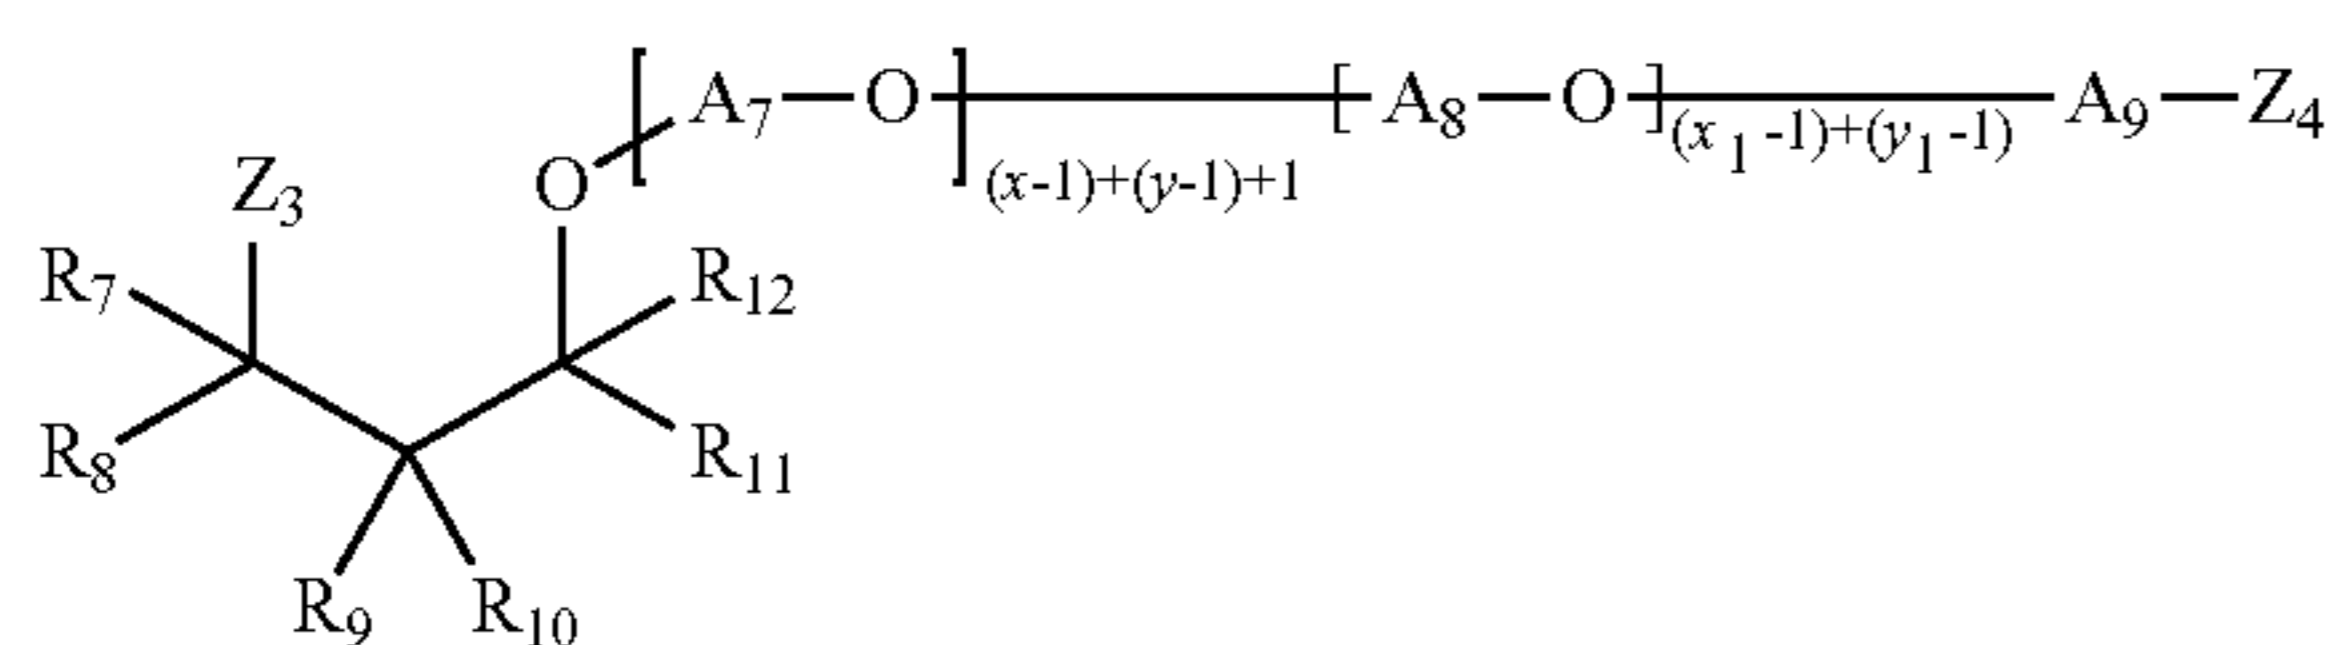 [A7—O](x-1)+(y-1)+1[A8—O](x1-1)+(y1-1)A9—Z4
Z3 O
R7 R12
R8 R11
R9 R10